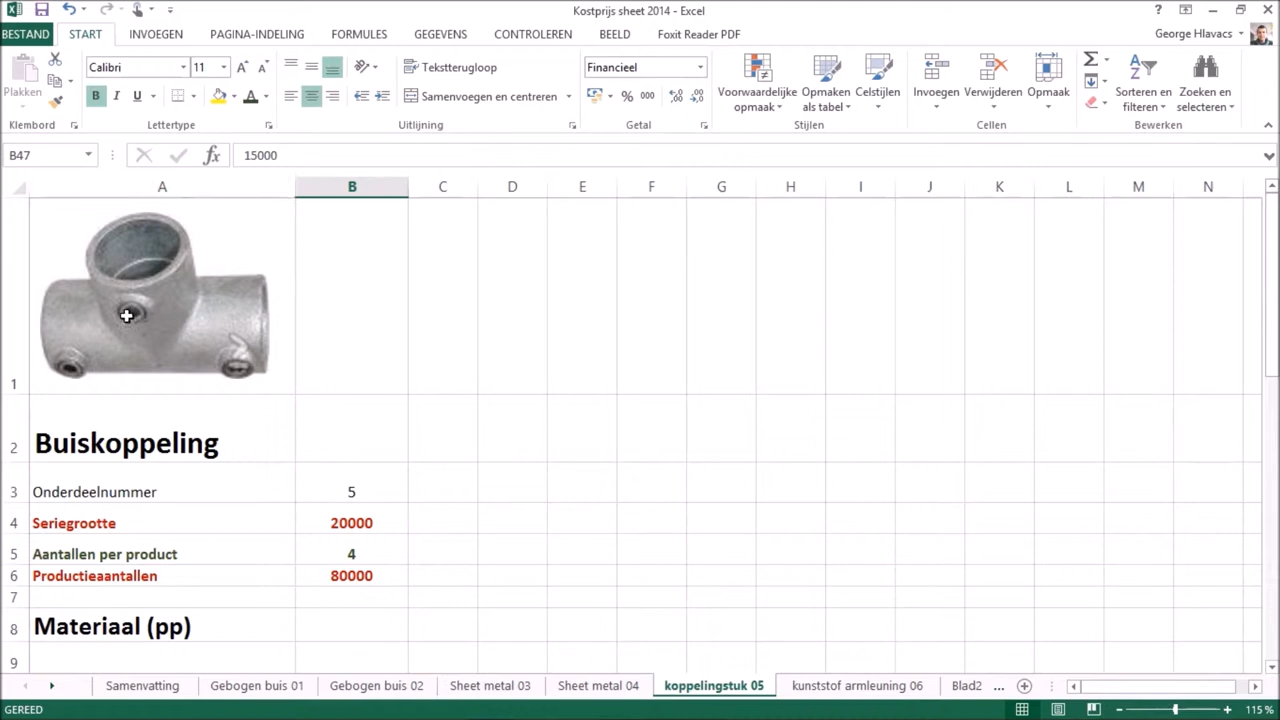 Kostprijs sheet 2014 - Excel
BESTAND START INVOEGEN PAGINA-INDELING FORMULES GEGEVENS CONTROLEREN BEELD Foxit Reader PDF George Hlavacs
Plakken
Calibri 11
B I U A
Tekstterugloop
Samenvoegen en centreren
Financieel
% 000
Voorwaardelijke opmaak
Opmaken als tabel
Celstijlen
Invoegen Verwijderen Opmaak
Sorteren en filteren
Zoeken en selecteren
Klembord Lettertype Uitlijning Getal Stijlen Cellen Bewerken
B47 fx 15000
A B C D E F G H I J K L M N
1
2 Buiskoppeling
3 Onderdeelnummer 5
4 Seriegrootte 20000
5 Aantallen per product 4
6 Productieaantallen 80000
7
8 Materiaal (pp)
9
Samenvatting Gebogen buis 01 Gebogen buis 02 Sheet metal 03 Sheet metal 04 koppelingstuk 05 kunststof armleuning 06 Blad2 ...
GEREED 115 %